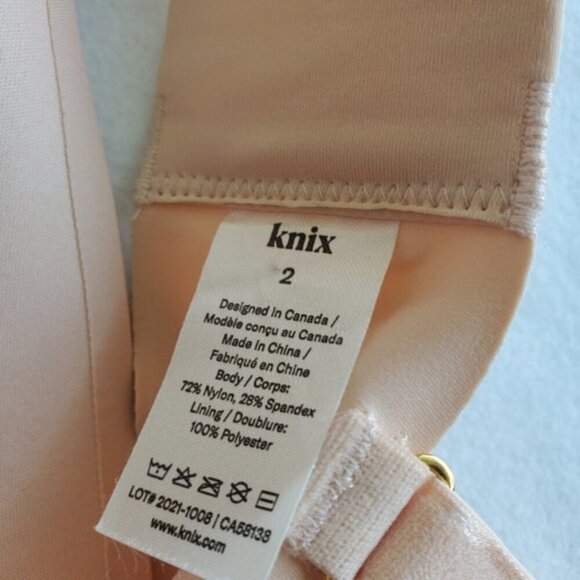 knix
2
Designed in Canada /
Modèle conçu au Canada
Made in China /
Fabriqué en Chine
Body / Corps:
72% Nylon, 28% Spandex
Lining / Doublure:
100% Polyester
LOT# 2021-1008 | CA58138
www.knix.com